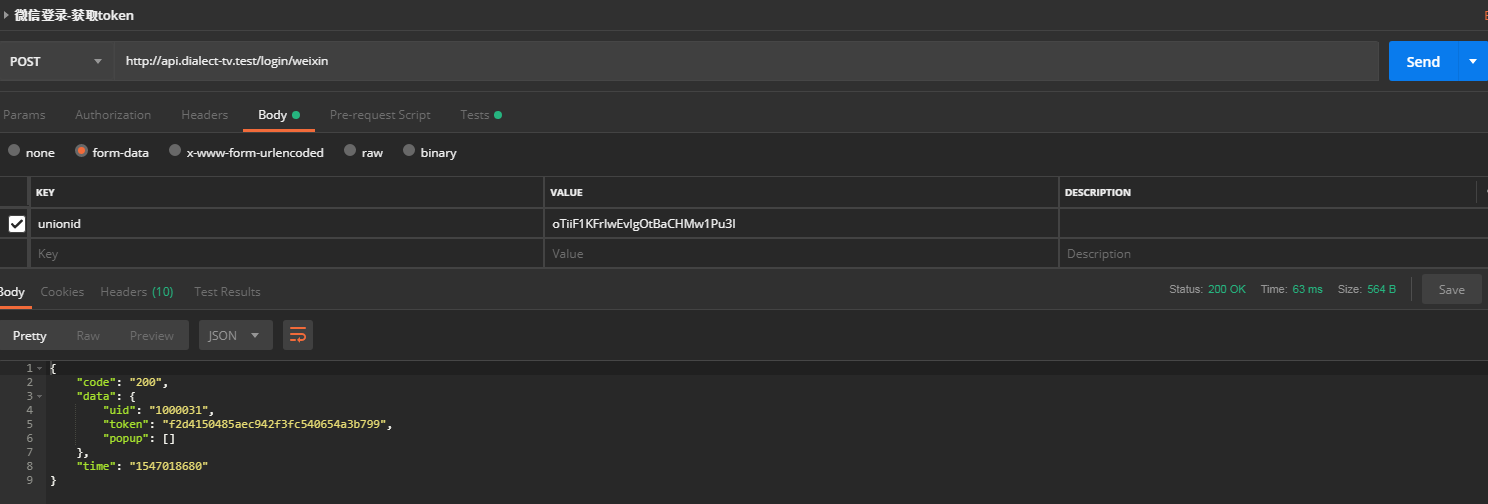 微信登录-获取token
POST
http://api.dialect-tv.test/login/weixin
Send
Params Authorization Headers Body Pre-request Script Tests
none form-data x-www-form-urlencoded raw binary
KEY VALUE DESCRIPTION
unionid oTiiF1KFrlwEvIgOtBaCHMw1Pu3I
Key Value Description
Body Cookies Headers (10) Test Results Status: 200 OK Time: 63 ms Size: 564 B Save
Pretty Raw Preview JSON
1 {
2 "code": "200",
3 "data": {
4 "uid": "1000031",
5 "token": "f2d4150485aec942f3fc540654a3b799",
6 "popup": []
7 },
8 "time": "1547018680"
9 }